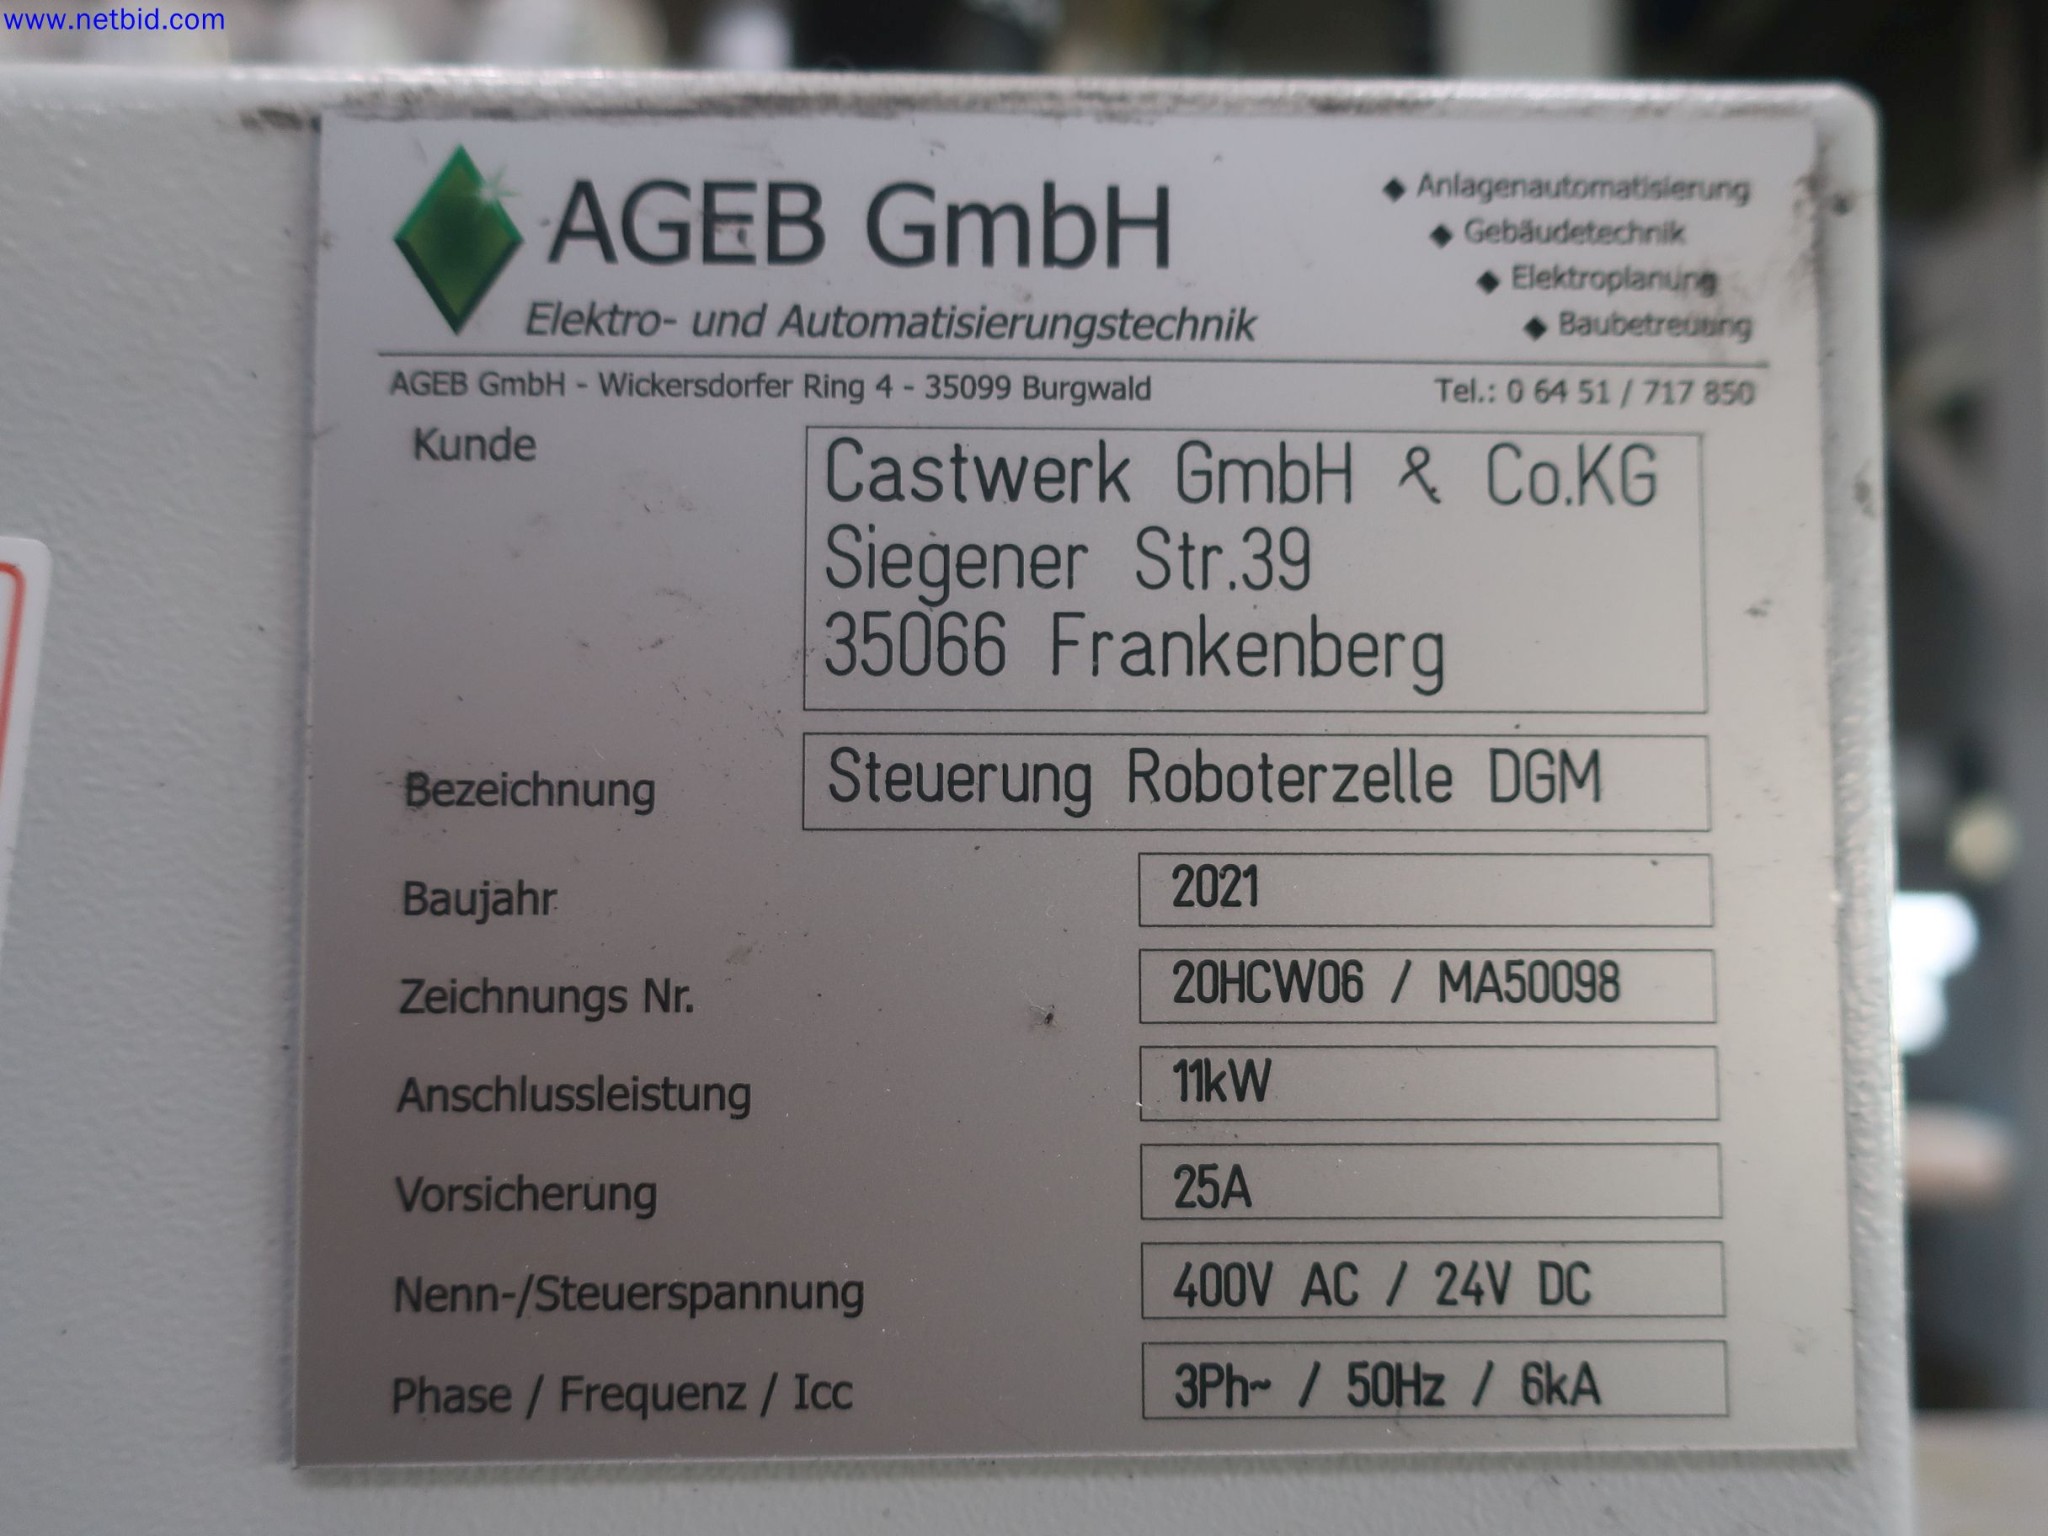 www.netbid.com
AGEB GmbH
Elektro- und Automatisierungstechnik
Anlagenautomatisierung
Gebäudetechnik
Elektroplanung
Baubetreuung
AGEB GmbH - Wickersdorfer Ring 4 - 35099 Burgwald
Tel.: 0 64 51 / 717 850
Kunde
Castwerk GmbH & Co.KG
Siegener Str.39
35066 Frankenberg
Bezeichnung Steuerung Roboterzelle DGM
Baujahr 2021
Zeichnungs Nr. 20HCW06 / MA50098
Anschlussleistung 11kW
Vorsicherung 25A
Nenn-/Steuerspannung 400V AC / 24V DC
Phase / Frequenz / Icc 3Ph~ / 50Hz / 6kA